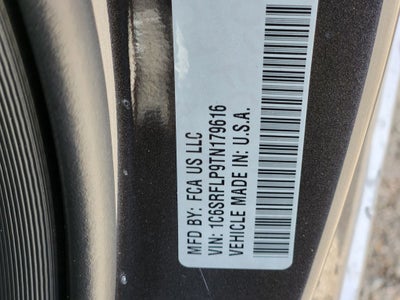 MFD BY: FCA US LLC
VIN: 1C6SRFLP9TN179616
VEHICLE MADE IN: U.S.A.